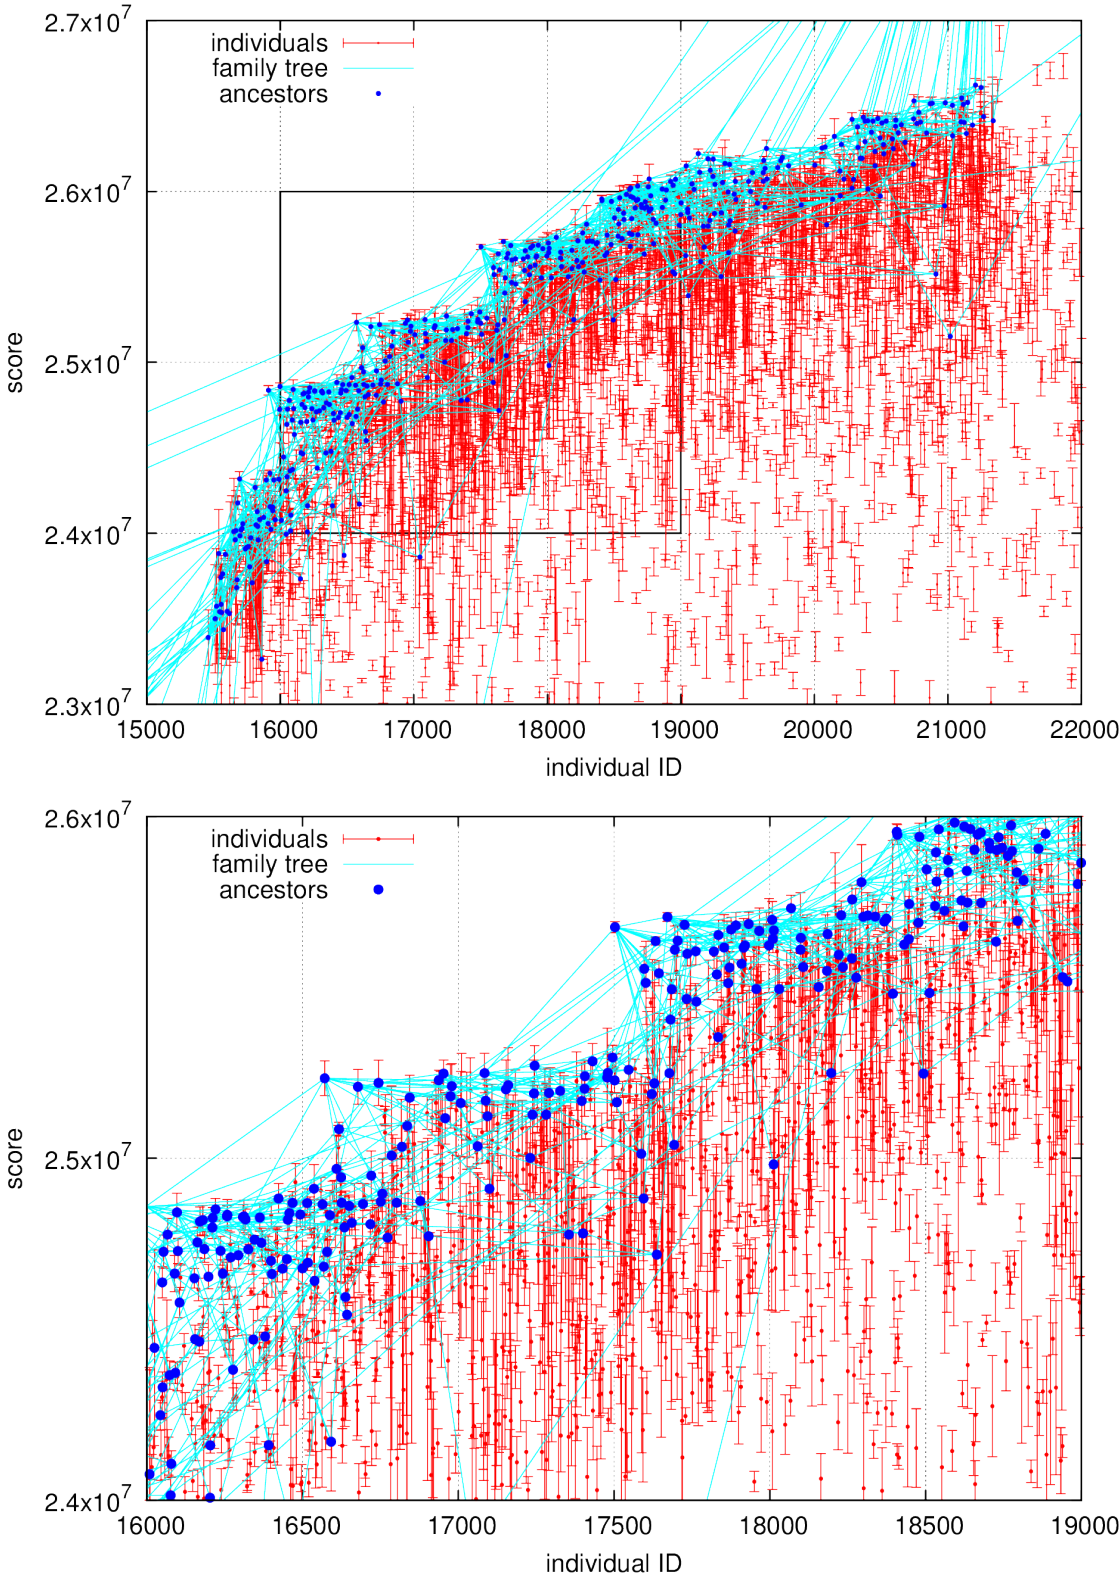 2.7x10^7
individuals
family tree
ancestors
2.6x10^7
2.5x10^7
2.4x10^7
2.3x10^7
score
15000 16000 17000 18000 19000 20000 21000 22000
individual ID
2.6x10^7
individuals
family tree
ancestors
2.5x10^7
2.4x10^7
score
16000 16500 17000 17500 18000 18500 19000
individual ID